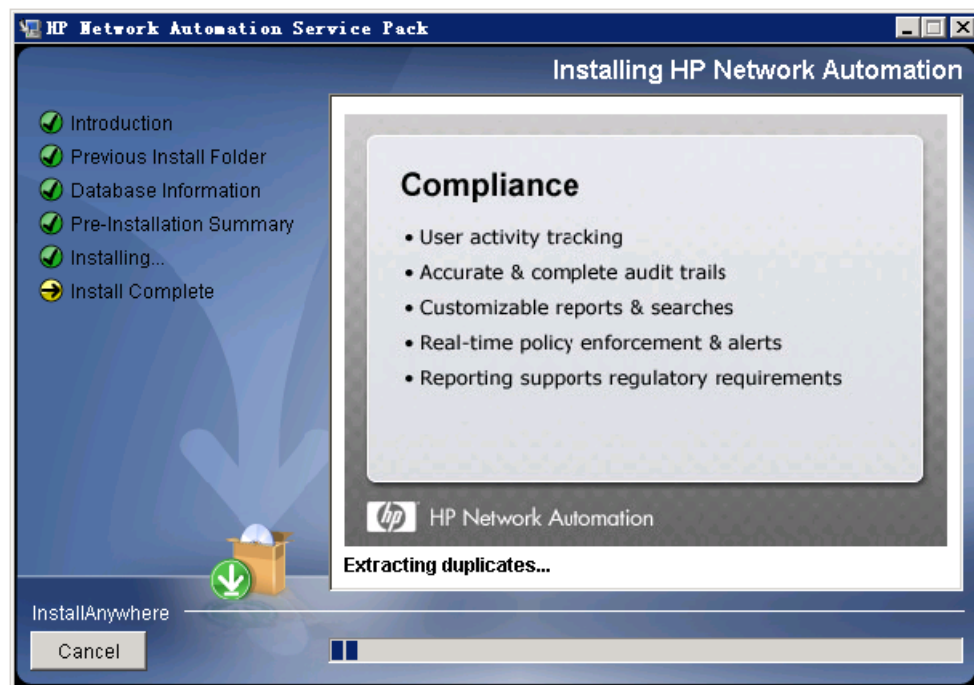 HP Network Automation Service Pack
Installing HP Network Automation
Introduction
Previous Install Folder
Database Information
Pre-Installation Summary
Installing...
Install Complete
Compliance
• User activity tracking
• Accurate & complete audit trails
• Customizable reports & searches
• Real-time policy enforcement & alerts
• Reporting supports regulatory requirements
hp HP Network Automation
Extracting duplicates...
InstallAnywhere
Cancel